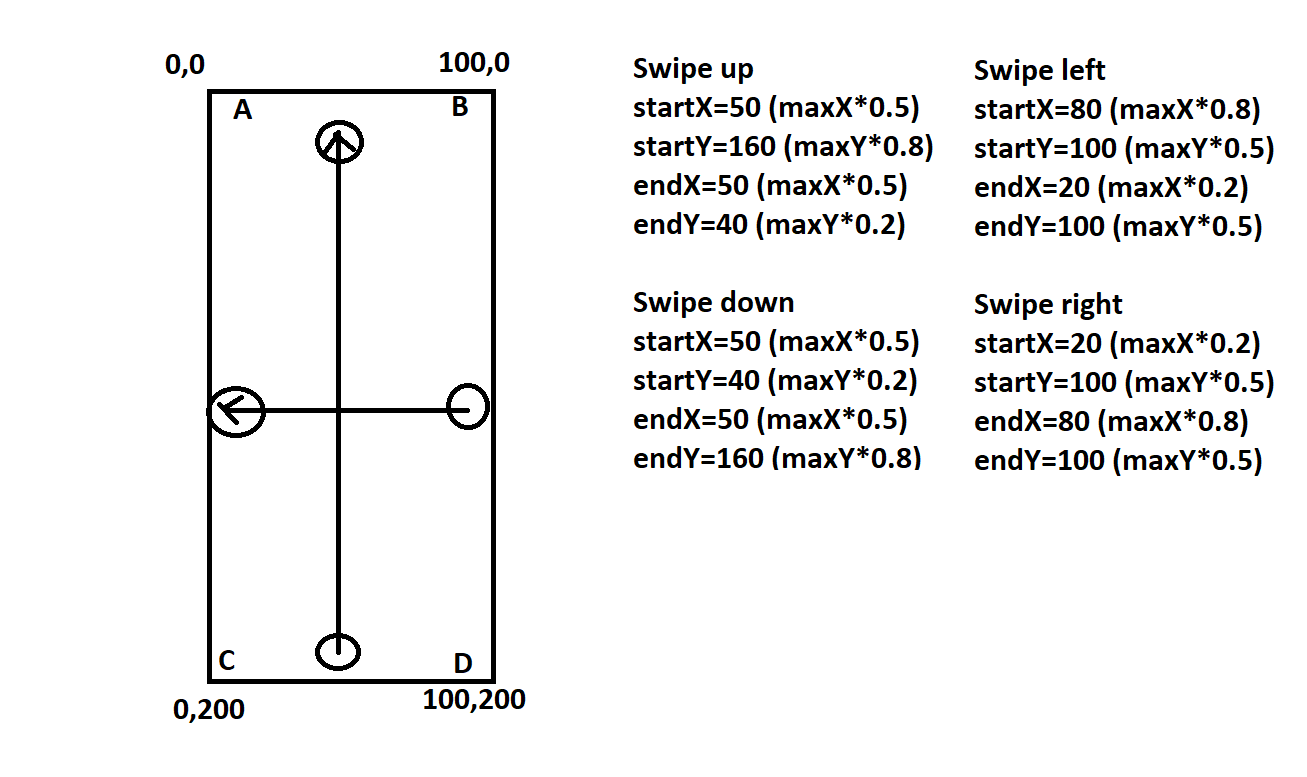 0,0
100,0
A
B
C
D
0,200
100,200
Swipe up
startX=50 (maxX*0.5)
startY=160 (maxY*0.8)
endX=50 (maxX*0.5)
endY=40 (maxY*0.2)
Swipe down
startX=50 (maxX*0.5)
startY=40 (maxY*0.2)
endX=50 (maxX*0.5)
endY=160 (maxY*0.8)
Swipe left
startX=80 (maxX*0.8)
startY=100 (maxY*0.5)
endX=20 (maxX*0.2)
endY=100 (maxY*0.5)
Swipe right
startX=20 (maxX*0.2)
startY=100 (maxY*0.5)
endX=80 (maxX*0.8)
endY=100 (maxY*0.5)